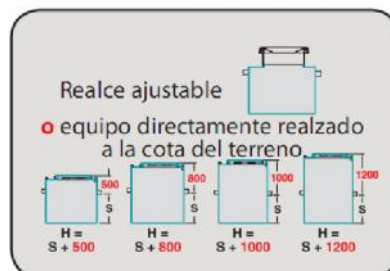 Realce ajustable
o equipo directamente realzado
a la cota del terreno
500
S
800
S
1000
S
1200
S
H =
S + 500
H =
S + 800
H =
S + 1000
H =
S + 1200